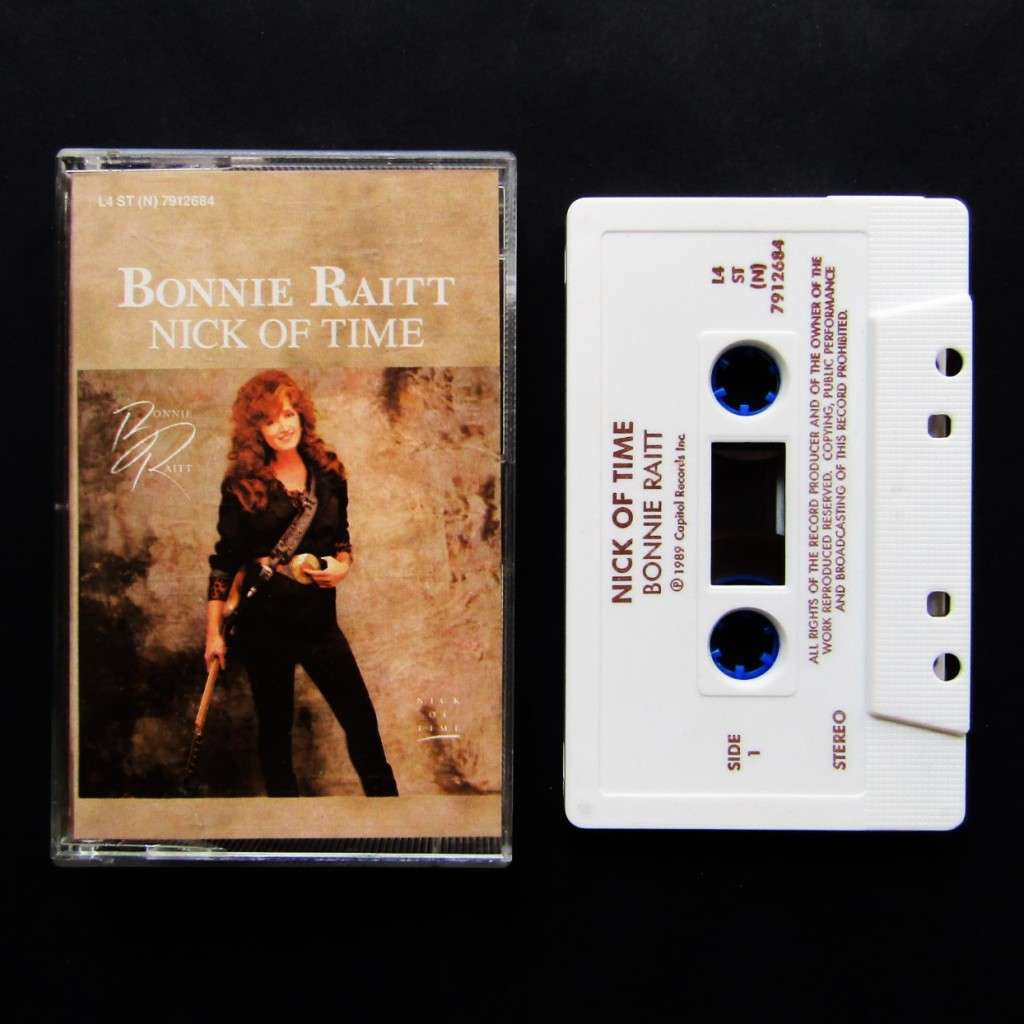 L4 ST (N) 7912684
BONNIE RAITT
NICK OF TIME
BONNIE
RAITT
NICK
OF
TIME
L4
ST
(N)
7912684
NICK OF TIME
BONNIE RAITT
℗ 1989 Capitol Records Inc.
ALL RIGHTS OF THE RECORD PRODUCER AND OF THE OWNER OF THE
WORK REPRODUCED RESERVED. COPYING, PUBLIC PERFORMANCE
AND BROADCASTING OF THIS RECORD PROHIBITED.
SIDE
1
STEREO